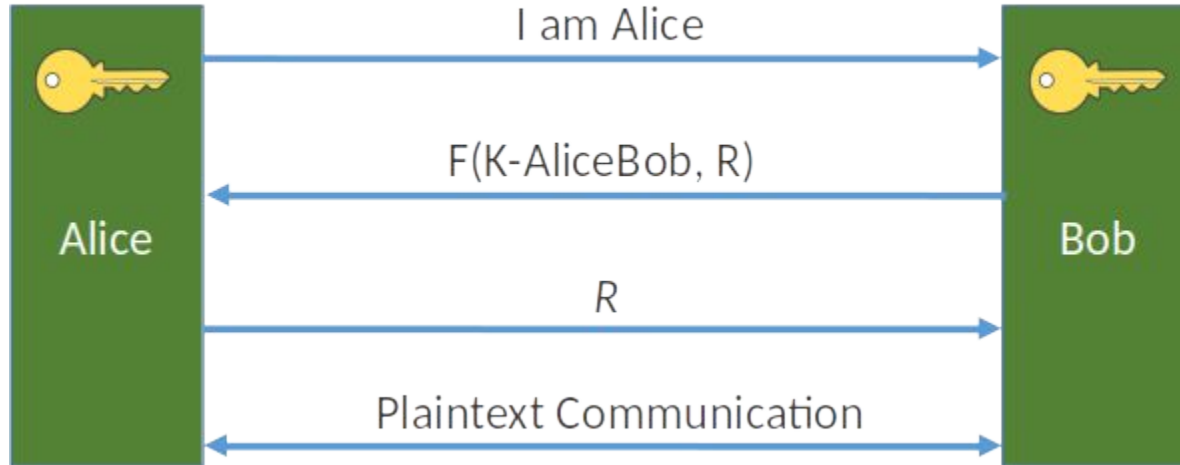 I am Alice
F(K-AliceBob, R)
Alice
Bob
R
Plaintext Communication